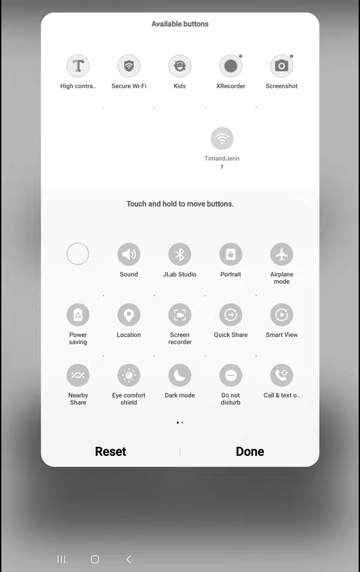 Available buttons
High contra..
Secure Wi-Fi
Kids
XRecorder
Screenshot
TimandJenn
y
Touch and hold to move buttons.
Sound
JLab Studio
Portrait
Airplane
mode
Power
saving
Location
Screen
recorder
Quick Share
Smart View
Nearby
Share
Eye comfort
shield
Dark mode
Do not
disturb
Call & text o..
Reset
Done